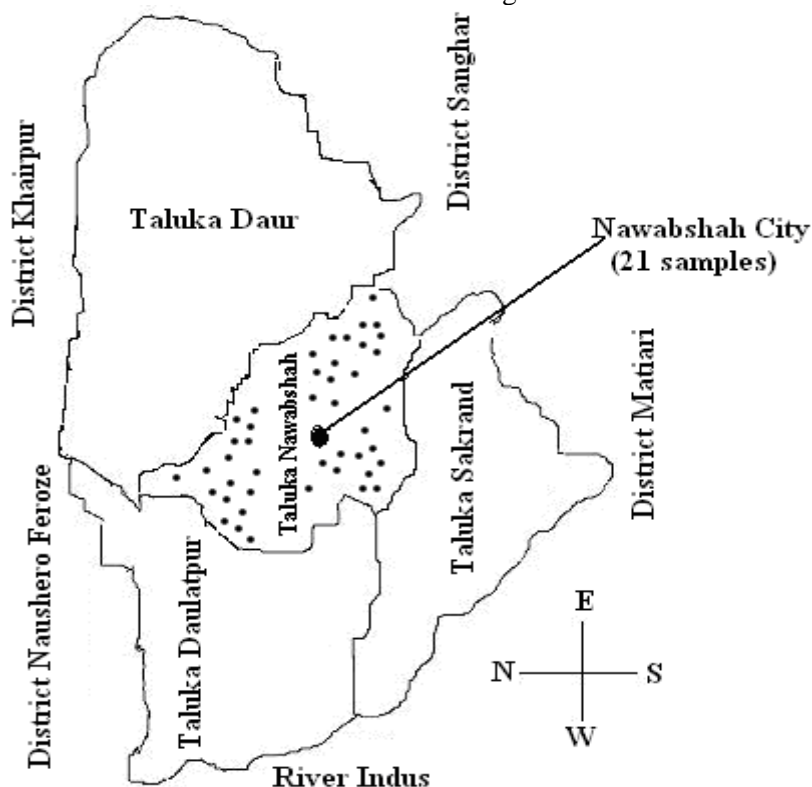 District Sanghar
District Khairpur
Taluka Daur
Nawabshah City
(21 samples)
Taluka Nawabshah
District Matiari
Taluka Sakrand
District Naushero Feroze
Taluka Daulatpur
E
N
S
W
River Indus